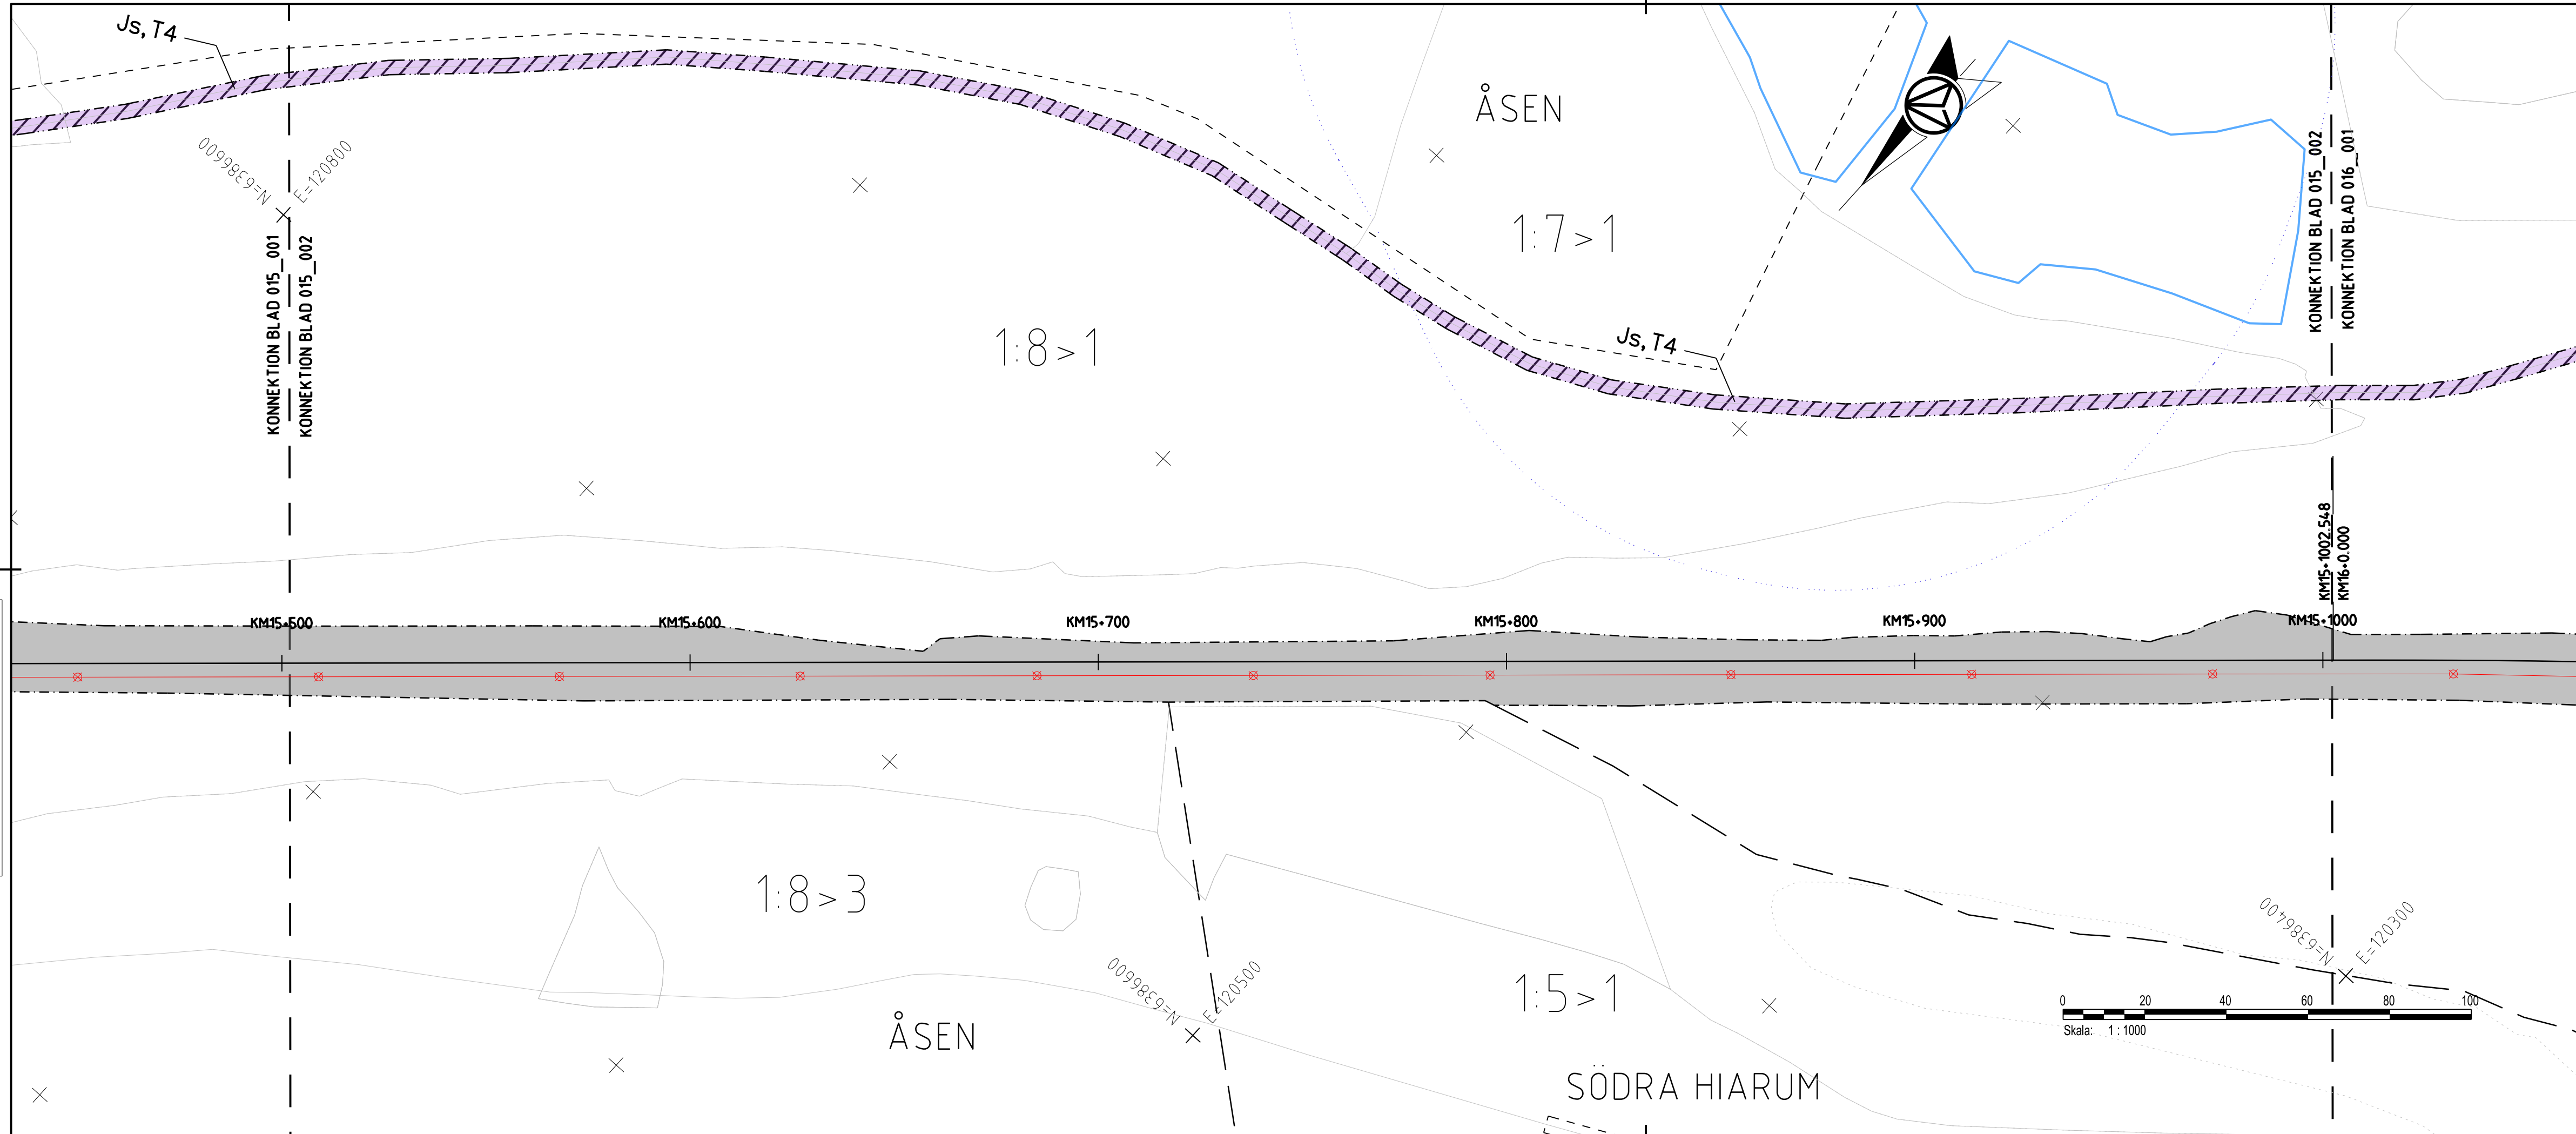 Js, T4
ÅSEN
N=6398600
E=120800
KONNEKTION BLAD 015_001
KONNEKTION BLAD 015_002
KONNEKTION BLAD 015_002
KONNEKTION BLAD 016_001
1:7>1
1:8>1
Js, T4
KM15+1002.548
KM16+0.000
KM15+500
KM15+600
KM15+700
KM15+800
KM15+900
KM15+1000
1:8>3
N=6398600
E=120500
N=6398400
E=120300
1:5>1
0 20 40 60 80 100
Skala: 1 : 1000
ÅSEN
SÖDRA HIARUM